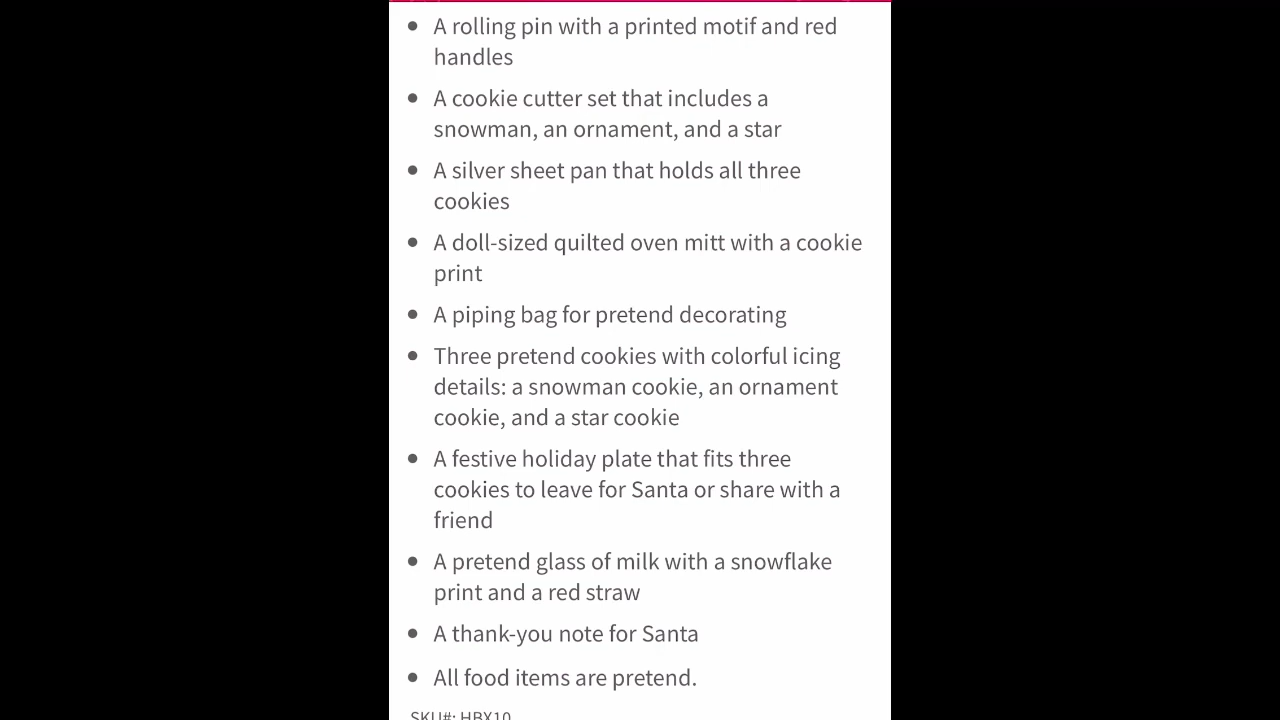 • A rolling pin with a printed motif and red
handles
• A cookie cutter set that includes a
snowman, an ornament, and a star
• A silver sheet pan that holds all three
cookies
• A doll-sized quilted oven mitt with a cookie
print
• A piping bag for pretend decorating
• Three pretend cookies with colorful icing
details: a snowman cookie, an ornament
cookie, and a star cookie
• A festive holiday plate that fits three
cookies to leave for Santa or share with a
friend
• A pretend glass of milk with a snowflake
print and a red straw
• A thank-you note for Santa
• All food items are pretend.
SKU#: HBX10